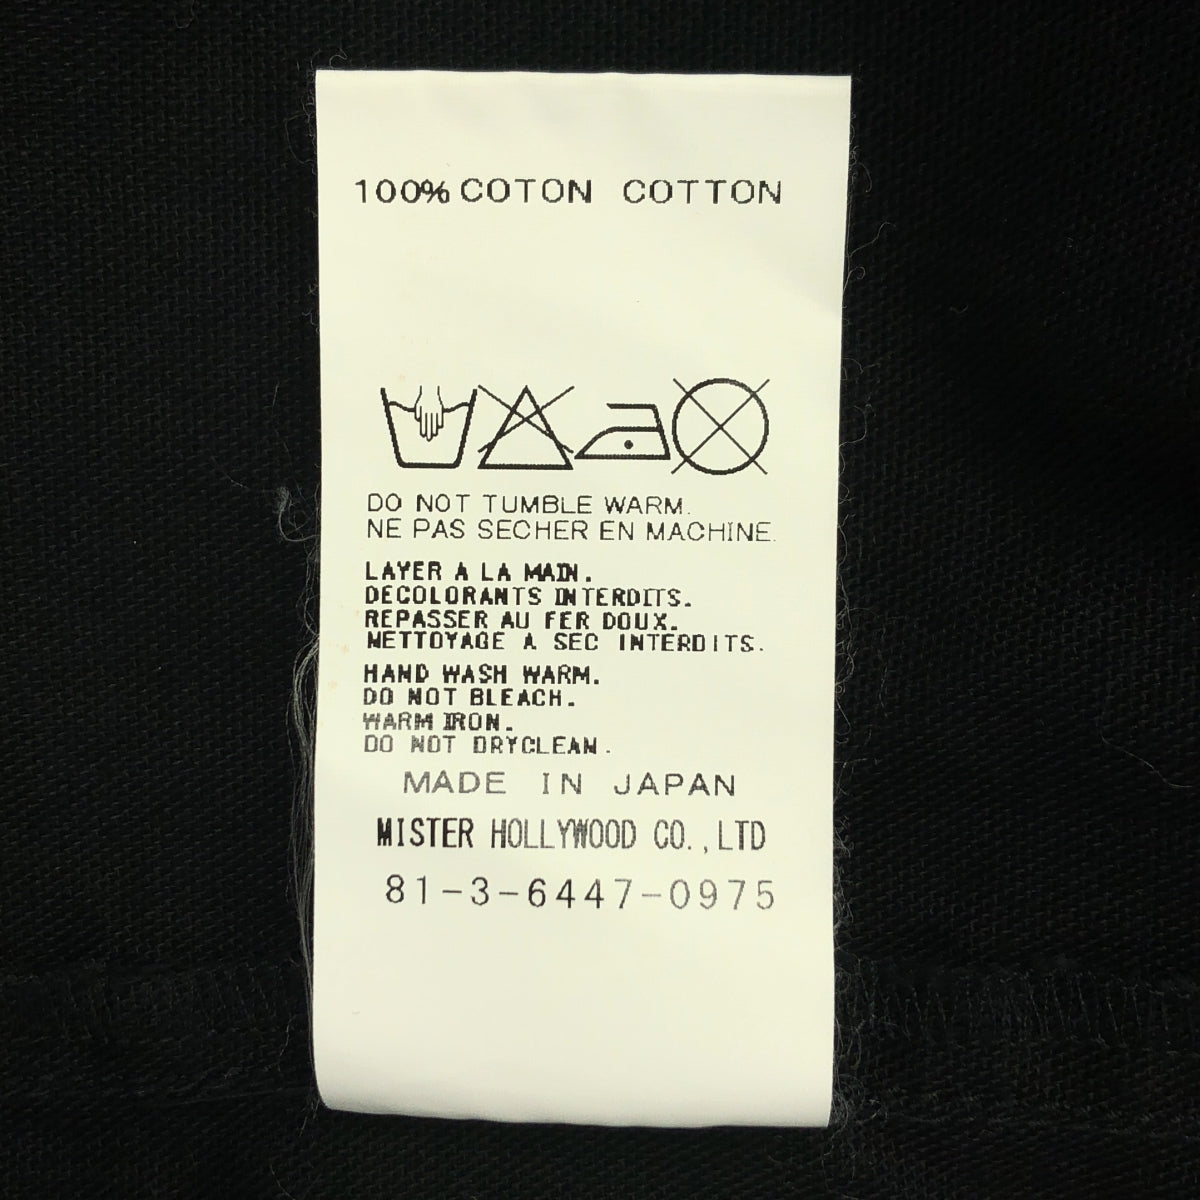 100% COTON COTTON
DO NOT TUMBLE WARM.
NE PAS SECHER EN MACHINE.
LAYER A LA MAIN.
DECOLORANTS INTERDITS.
REPASSER AU FER DOUX.
NETTOYAGE A SEC INTERDITS.
HAND WASH WARM.
DO NOT BLEACH.
WARM IRON.
DO NOT DRYCLEAN.
MADE IN JAPAN
MISTER HOLLYWOOD CO.,LTD
81-3-6447-0975